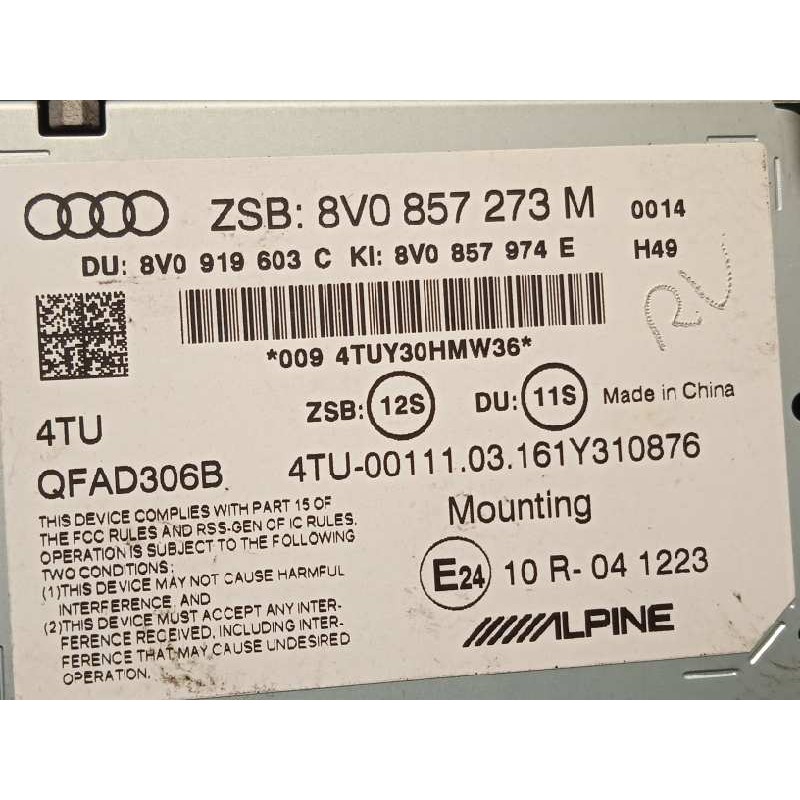 ZSB: 8V0 857 273 M 0014
DU: 8V0 919 603 C KI: 8V0 857 974 E H49
RV
*009 4TUY30HMW36*
ZSB: 12S DU: 11S Made in China
4TU
QFAD306B
4TU-00111.03.161Y310876
THIS DEVICE COMPLIES WITH PART 15 OF
THE FCC RULES AND RSS-GEN OF IC RULES.
OPERATION IS SUBJECT TO THE FOLLOWING
TWO CONDITIONS:
(1)THIS DEVICE MAY NOT CAUSE HARMFUL
INTERFERENCE, AND
(2)THIS DEVICE MUST ACCEPT ANY INTER-
FERENCE RECEIVED, INCLUDING INTER-
FERENCE THAT MAY CAUSE UNDESIRED
OPERATION.
Mounting
E24 10 R- 04 1223
ALPINE